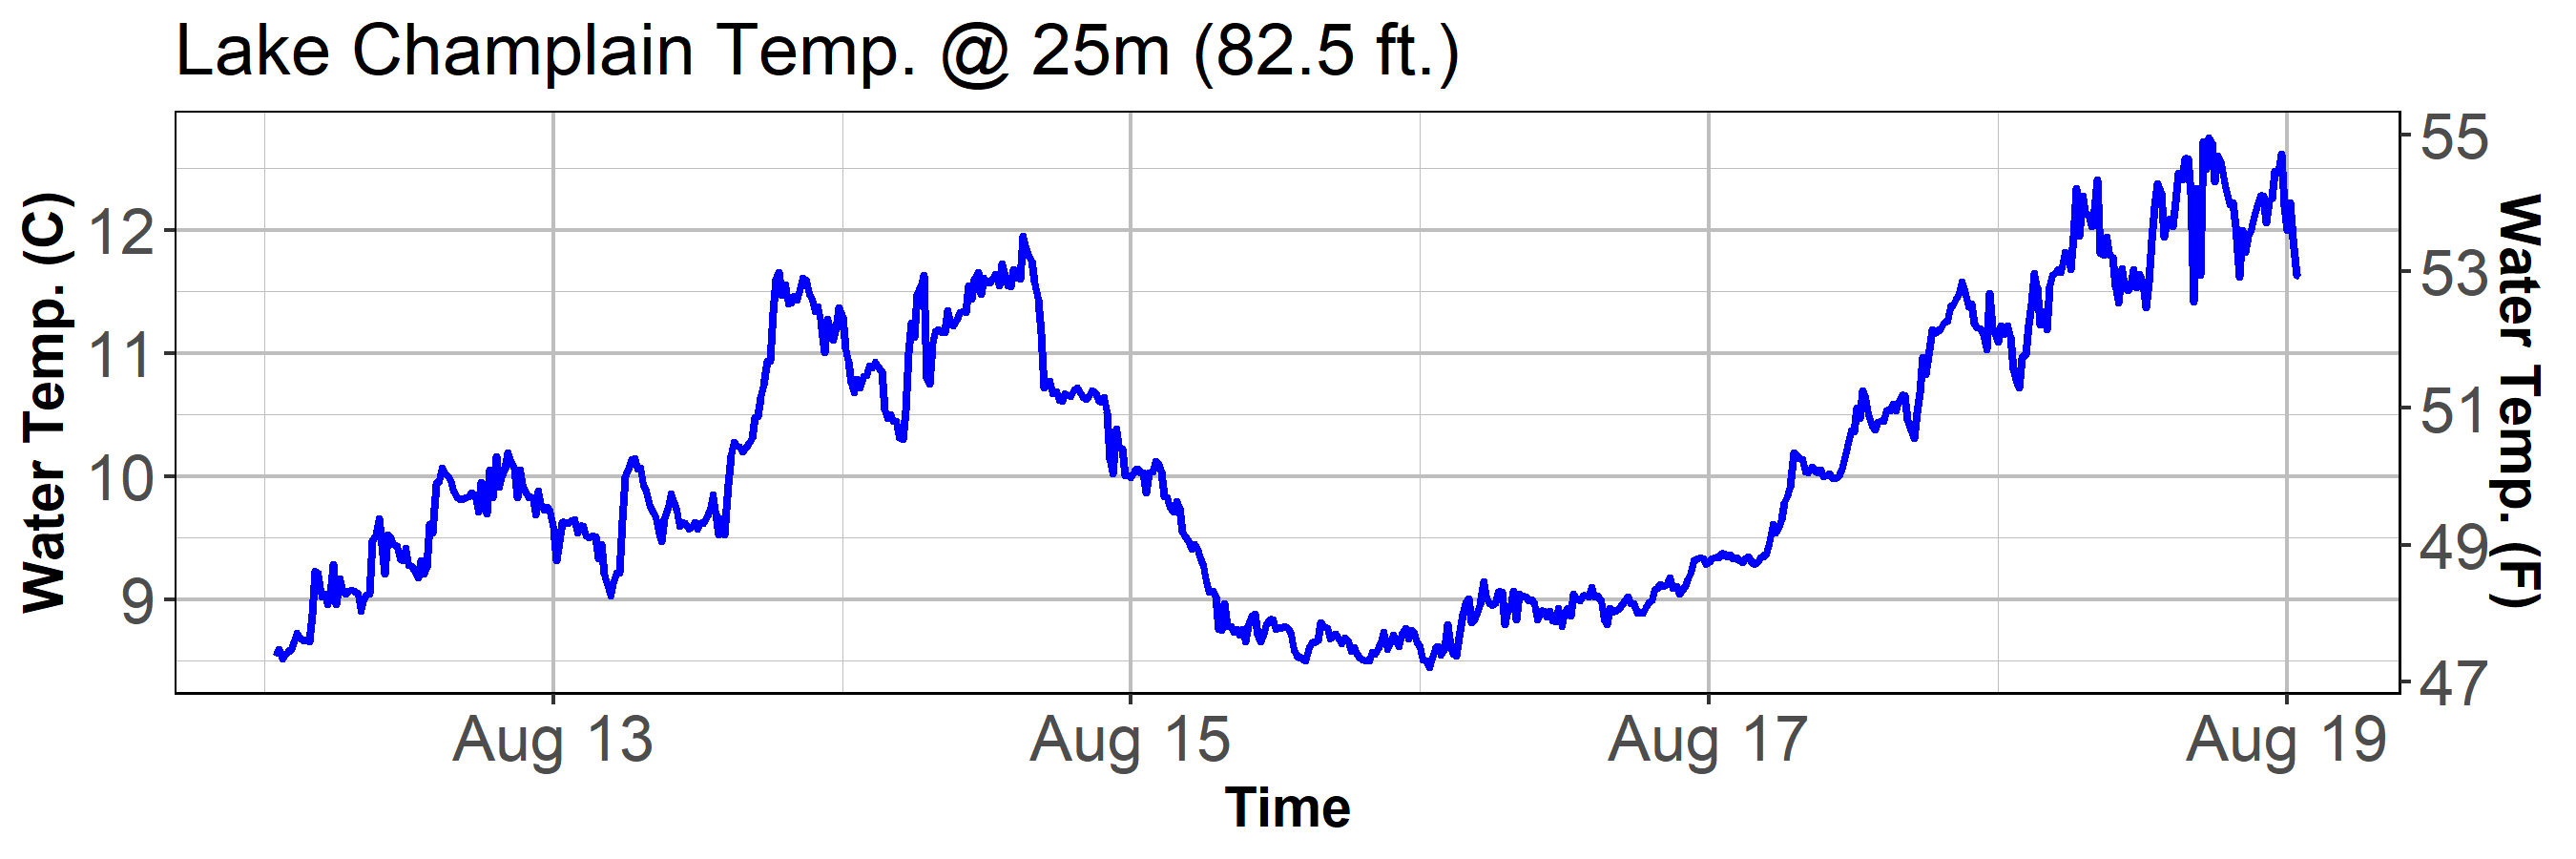 Lake Champlain Temp. @ 25m (82.5 ft.)
Water Temp. (C)
12
11
10
9
55
53
51
49
47
Water Temp. (F)
Aug 13 Aug 15 Aug 17 Aug 19
Time